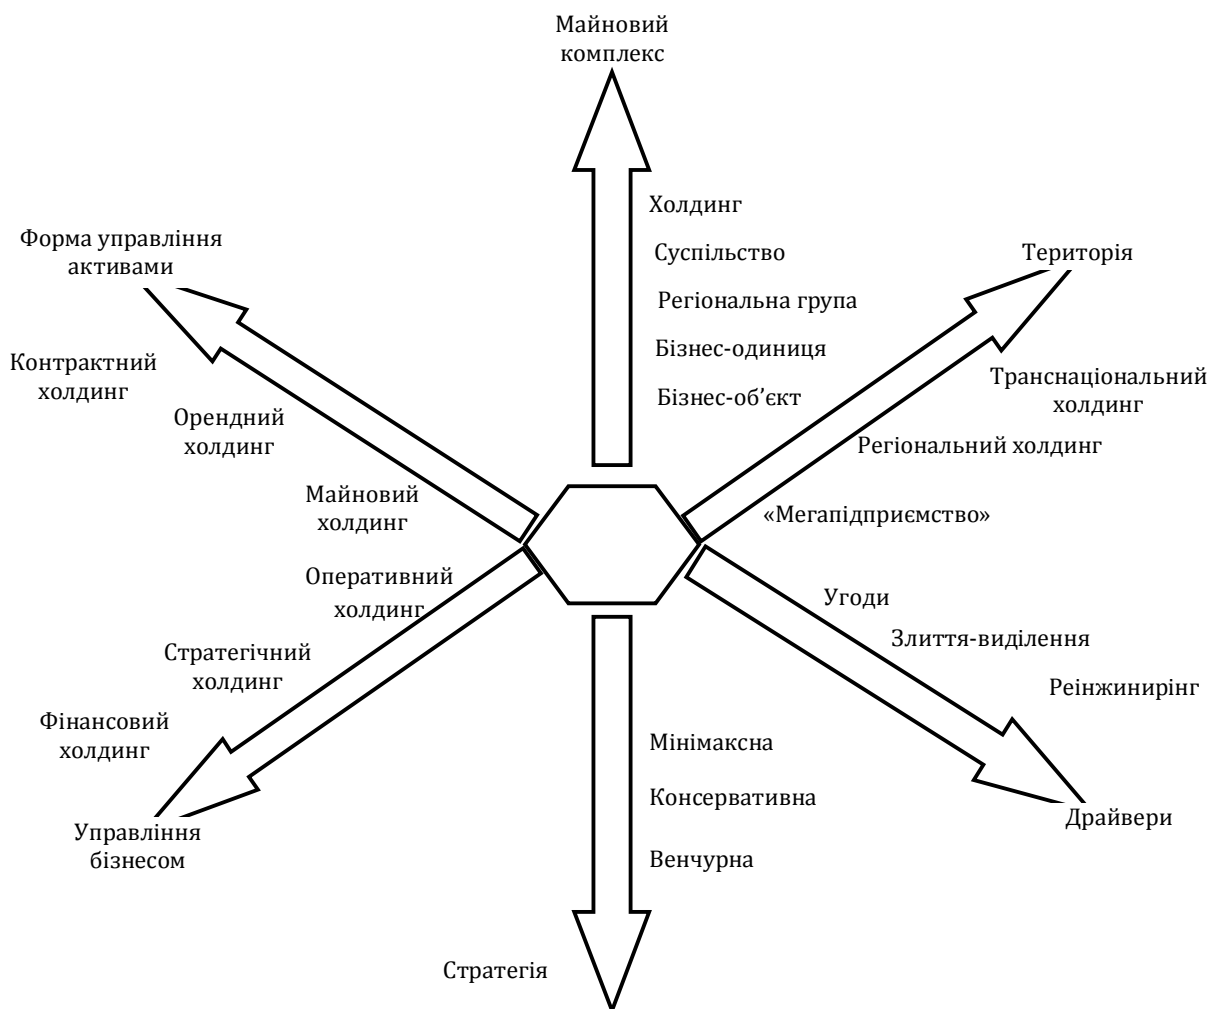 Майновий
комплекс
Холдинг
Суспільство
Регіональна група
Бізнес-одиниця
Бізнес-об’єкт
Форма управління
активами
Контрактний
холдинг
Орендний
холдинг
Майновий
холдинг
Територія
Транснаціональний
холдинг
Регіональний холдинг
«Мегапідприємство»
Оперативний
холдинг
Стратегічний
холдинг
Фінансовий
холдинг
Управління
бізнесом
Угоди
Злиття-виділення
Реінжинирінг
Драйвери
Мінімаксна
Консервативна
Венчурна
Стратегія